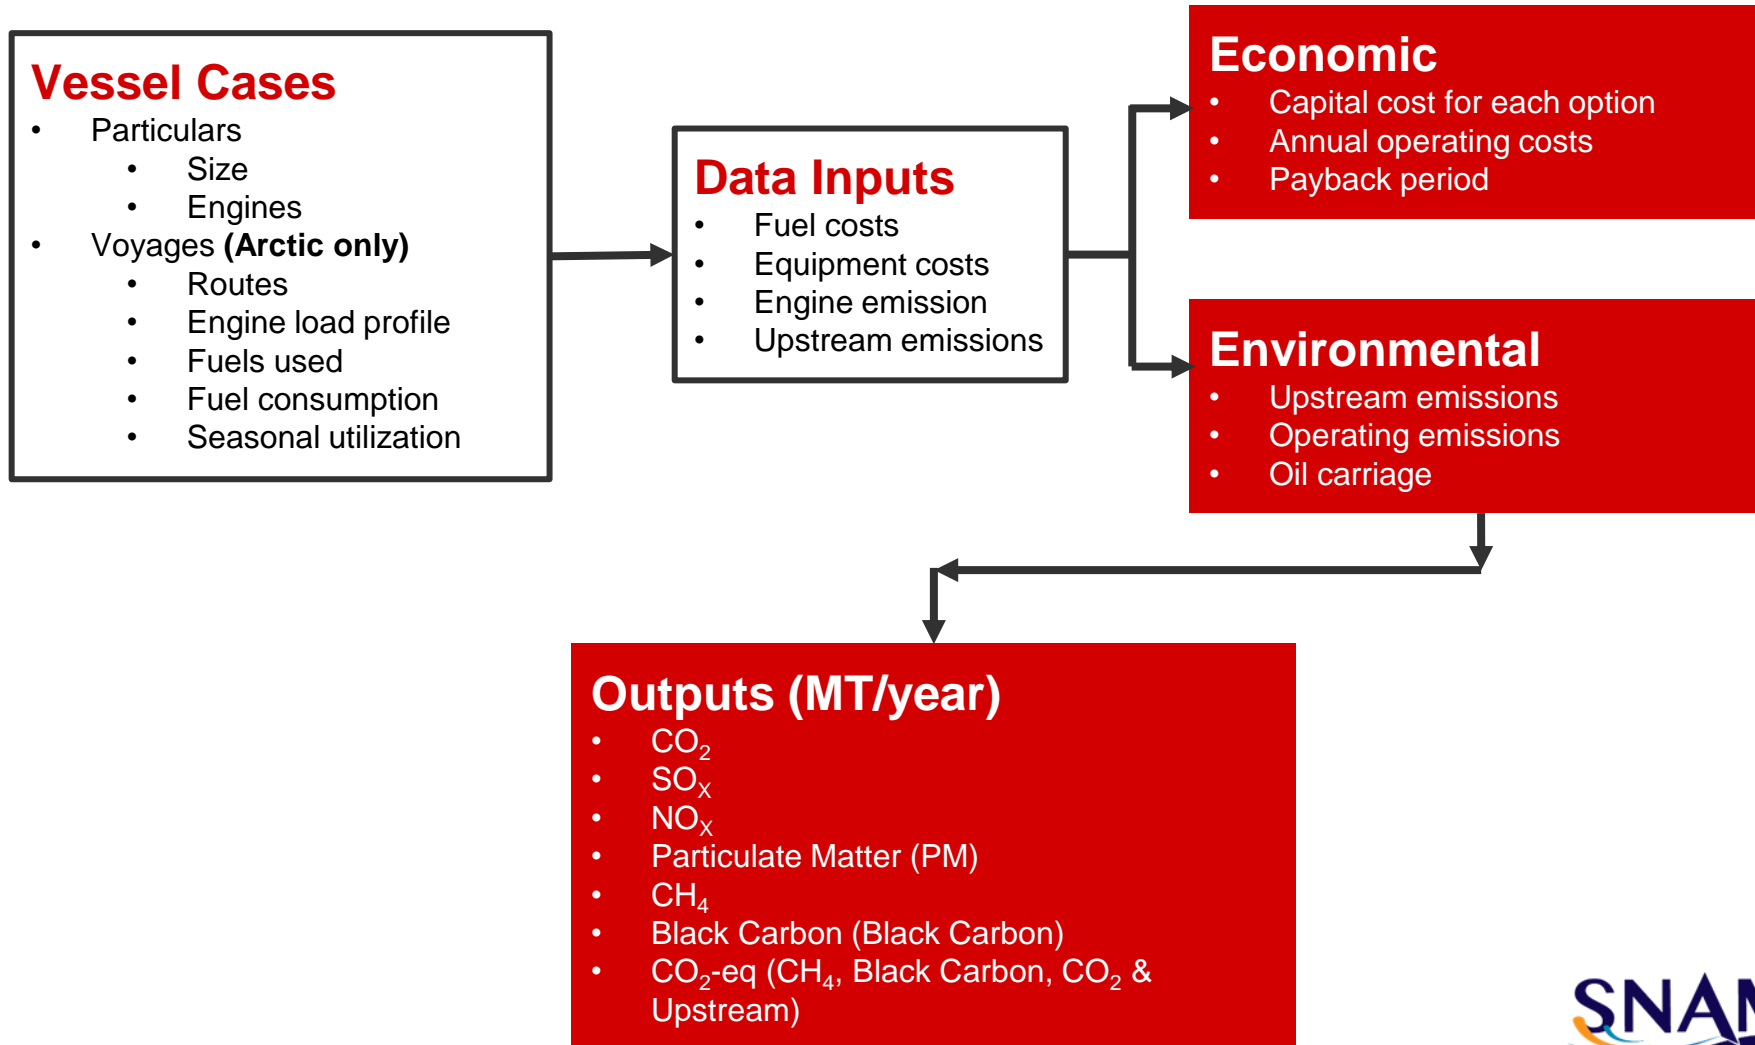 Vessel Cases
• Particulars
• Size
• Engines
• Voyages (Arctic only)
• Routes
• Engine load profile
• Fuels used
• Fuel consumption
• Seasonal utilization
Data Inputs
• Fuel costs
• Equipment costs
• Engine emission
• Upstream emissions
Economic
• Capital cost for each option
• Annual operating costs
• Payback period
Environmental
• Upstream emissions
• Operating emissions
• Oil carriage
Outputs (MT/year)
• CO₂
• SOₓ
• NOₓ
• Particulate Matter (PM)
• CH₄
• Black Carbon (Black Carbon)
• CO₂-eq (CH₄, Black Carbon, CO₂ &
Upstream)